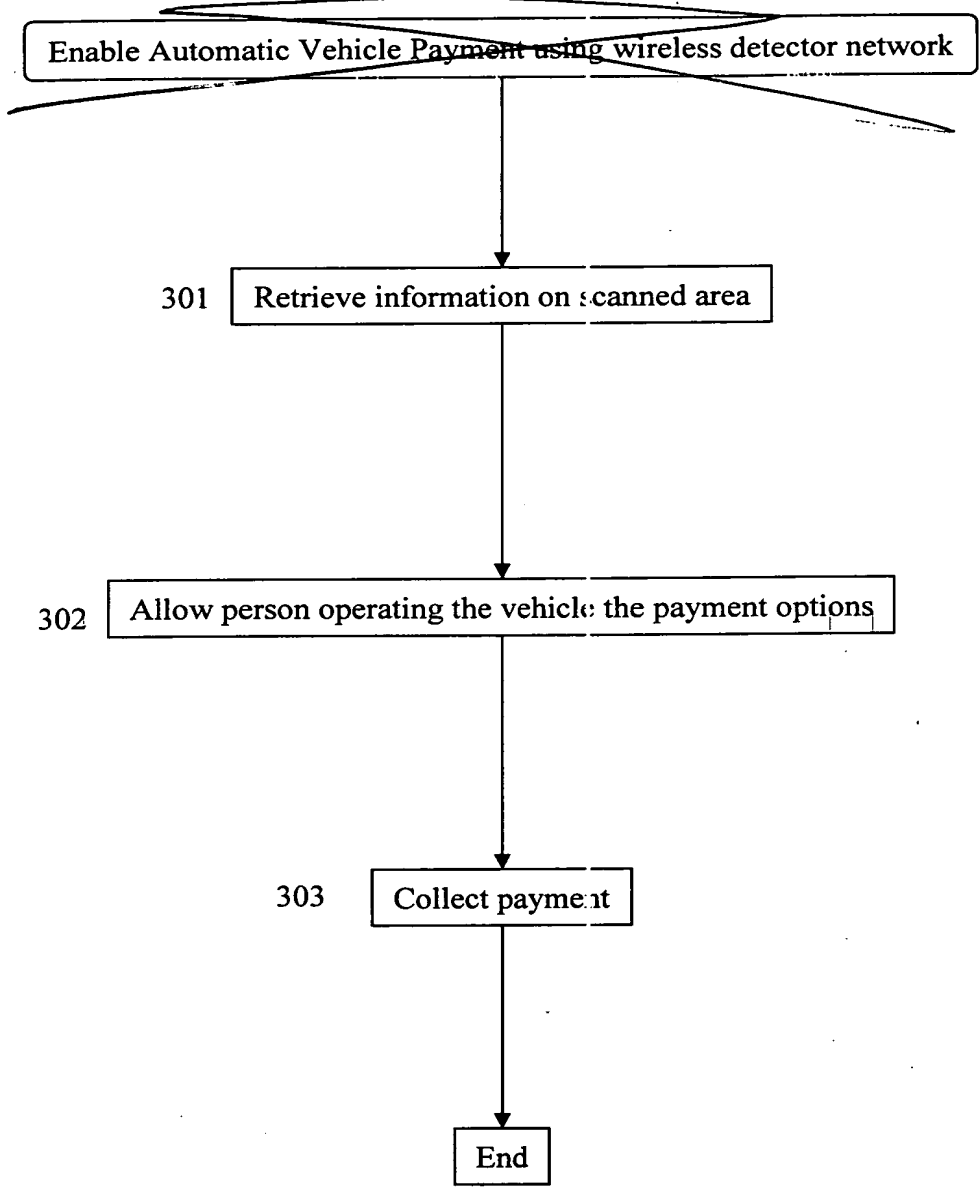 Enable Automatic Vehicle Payment using wireless detector network
301 Retrieve information on scanned area
302 Allow person operating the vehicle the payment options
303 Collect payment
End